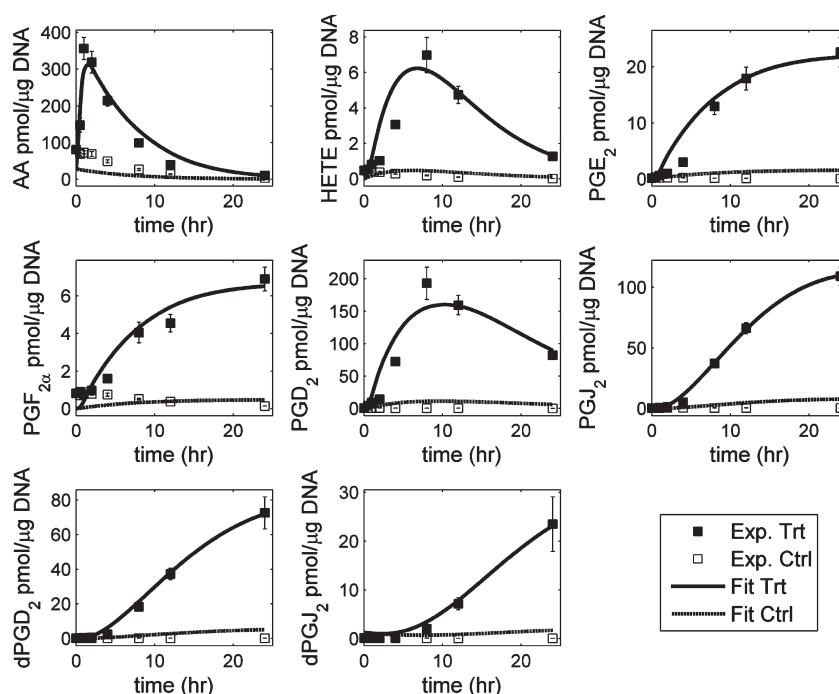 400
300
200
100
0
AA pmol/μg DNA
0 10 20
time (hr)
8
6
4
2
0
HETE pmol/μg DNA
0 10 20
time (hr)
20
10
0
PGE2 pmol/μg DNA
0 10 20
time (hr)
6
4
2
0
PGF2α pmol/μg DNA
0 10 20
time (hr)
200
150
100
50
0
PGD2 pmol/μg DNA
0 10 20
time (hr)
100
50
0
PGJ2 pmol/μg DNA
0 10 20
time (hr)
80
60
40
20
0
dPGD2 pmol/μg DNA
0 10 20
time (hr)
30
20
10
0
dPGJ2 pmol/μg DNA
0 10 20
time (hr)
Exp. Trt
Exp. Ctrl
Fit Trt
Fit Ctrl